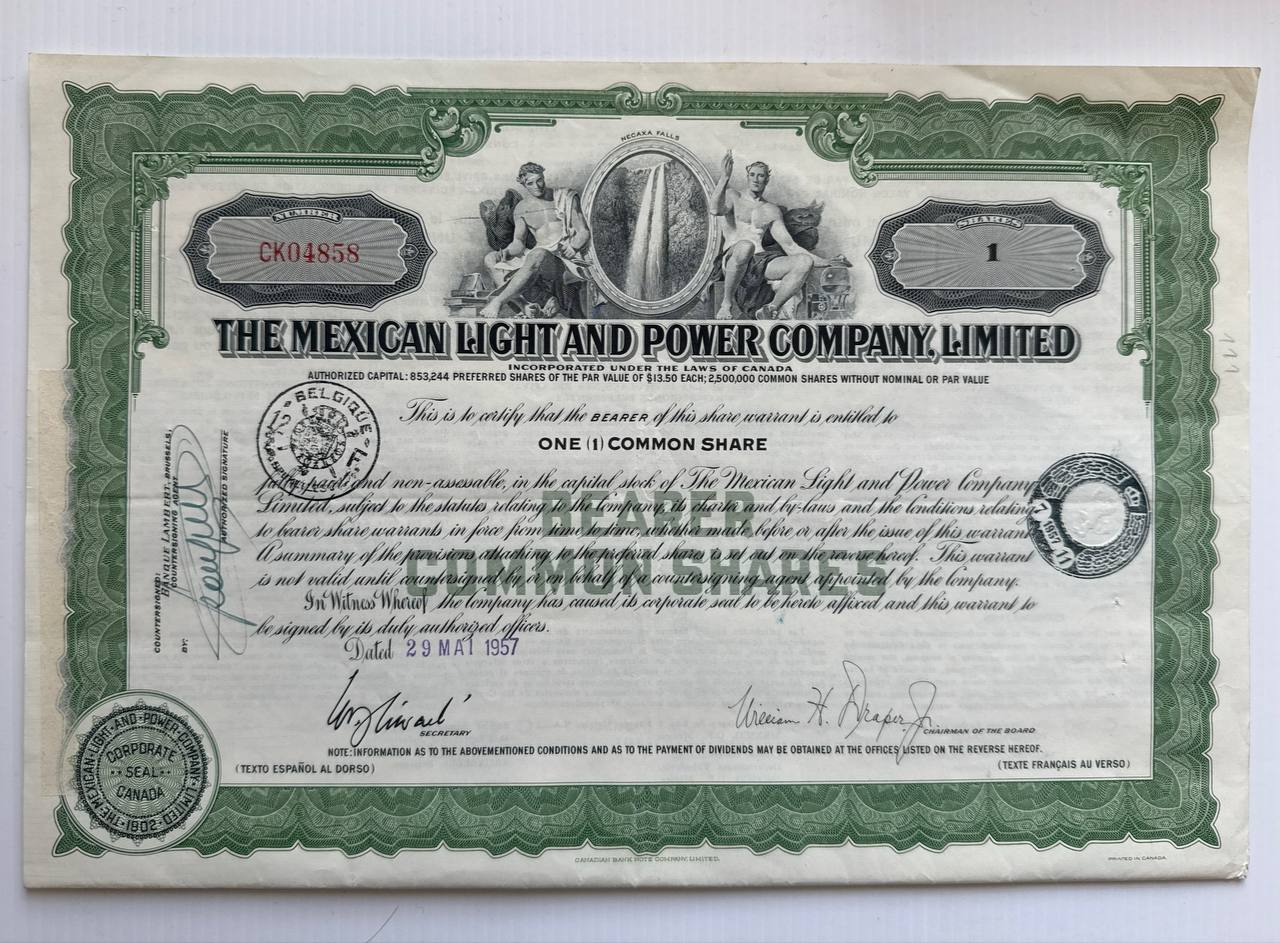 NECAXA FALLS
NUMBER
CK04858
SHARES
1
THE MEXICAN LIGHT AND POWER COMPANY, LIMITED
INCORPORATED UNDER THE LAWS OF CANADA
AUTHORIZED CAPITAL: 853,244 PREFERRED SHARES OF THE PAR VALUE OF $13.50 EACH; 2,500,000 COMMON SHARES WITHOUT NOMINAL OR PAR VALUE
BELGIQUE
This is to certify that the BEARER of this share warrant is entitled to
ONE (1) COMMON SHARE
fully paid and non-assessable, in the capital stock of The Mexican Light and Power Company
Limited, subject to the statutes relating to the company, its charter and by-laws and the conditions relating
to bearer share warrants in force from time to time, whether made before or after the issue of this warrant.
A summary of the provisions attaching to the preferred shares is set out on the reverse hereof. This warrant
is not valid until countersigned by or on behalf of a countersigning agent appointed by the company.
In Witness Whereof the company has caused its corporate seal to be hereto affixed and this warrant to
be signed by its duly authorized officers.
BEARER
COMMON SHARES
Dated 29 MAI 1957
COUNTERSIGNED:
BANQUE LAMBERT, BRUSSELS,
COUNTERSIGNING AGENT
BY:
AUTHORIZED SIGNATURE
1957
SECRETARY
William H. Draper, Jr.
CHAIRMAN OF THE BOARD
NOTE: INFORMATION AS TO THE ABOVEMENTIONED CONDITIONS AND AS TO THE PAYMENT OF DIVIDENDS MAY BE OBTAINED AT THE OFFICES LISTED ON THE REVERSE HEREOF.
(TEXTO ESPAÑOL AL DORSO)
(TEXTE FRANÇAIS AU VERSO)
THE·MEXICAN·LIGHT·AND·POWER·COMPANY, LIMITED·
CORPORATE
SEAL
CANADA
1902
CANADIAN BANK NOTE COMPANY, LIMITED.
PRINTED IN CANADA